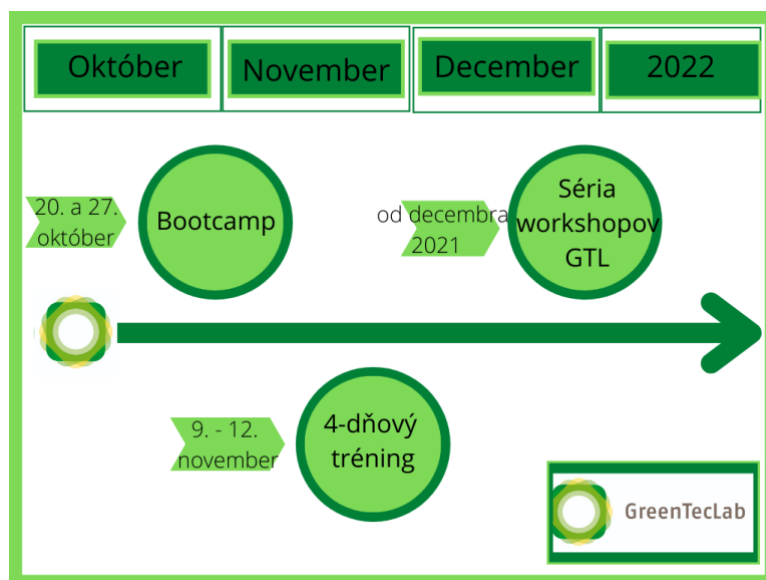 Október
November
December
2022
20. a 27.
október
Bootcamp
od decembra
2021
Séria
workshopov
GTL
9. - 12.
november
4-dňový
tréning
GreenTecLab